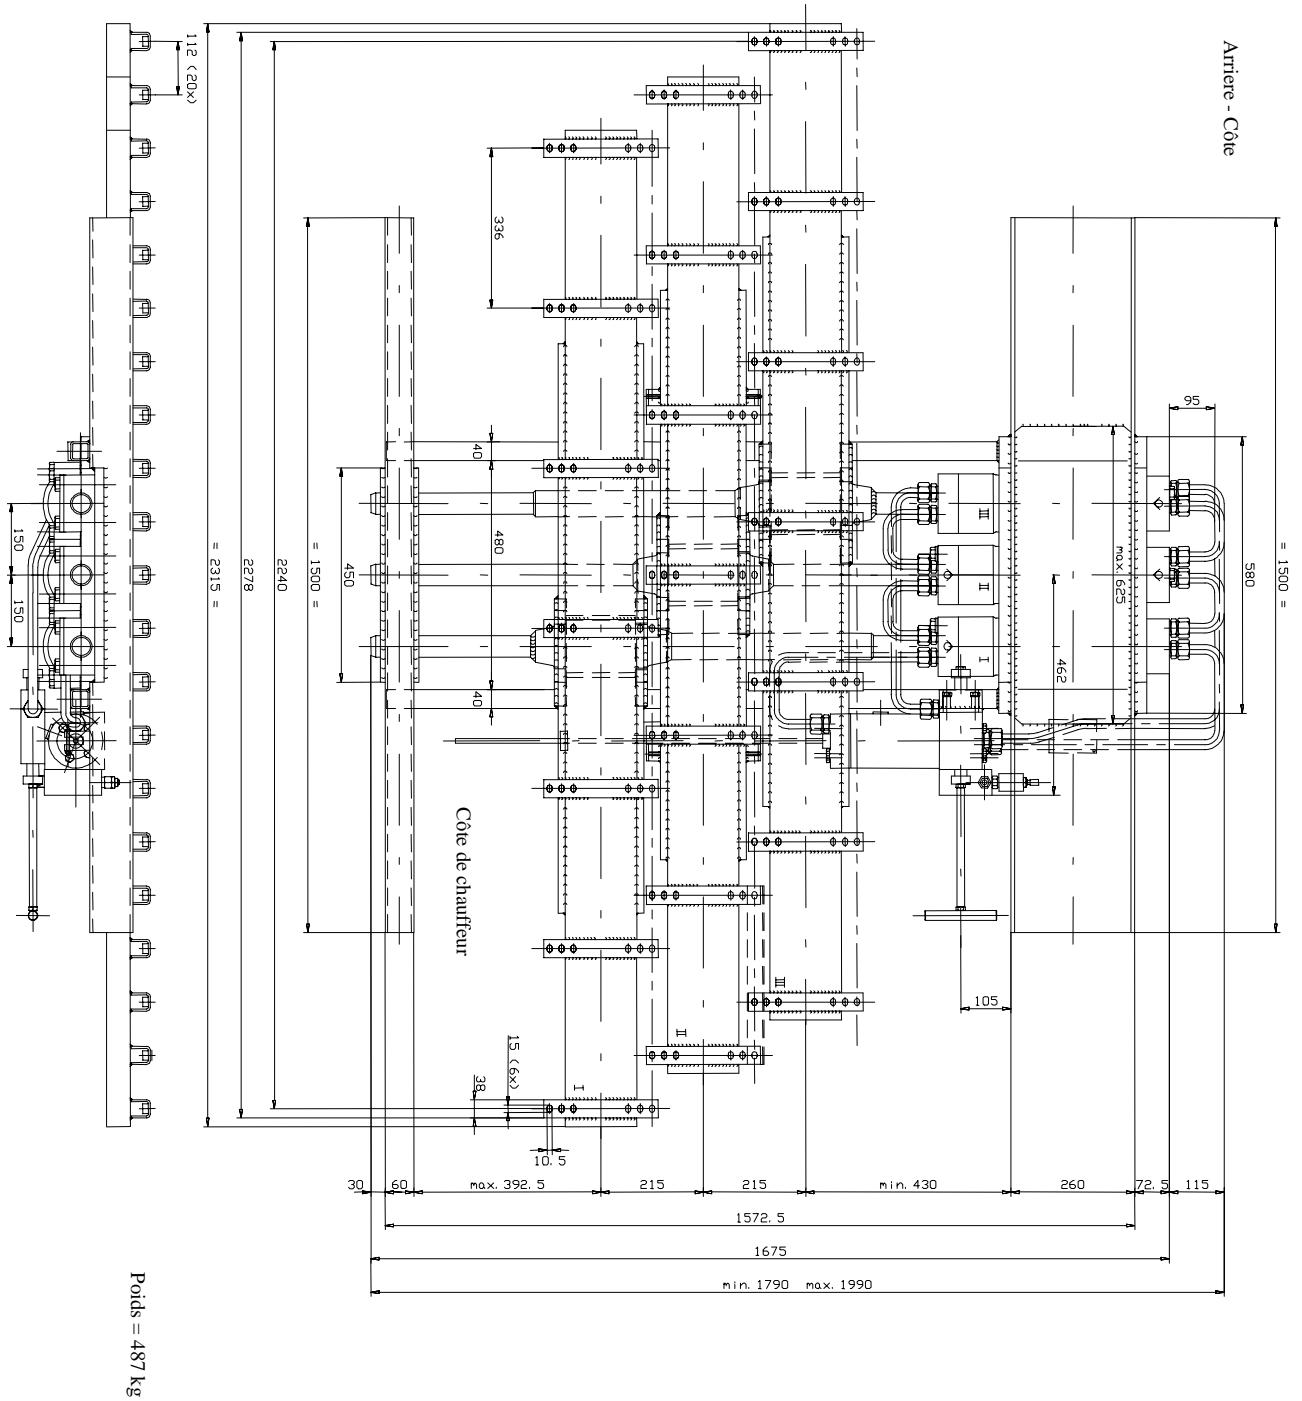 Arriere - Côte
112 (20x)
= 1500 =
95
580
max. 625
462
336
40
480
40
450
= 1500 =
2240
2278
= 2315 =
150
150
III
II
I
Côte de chauffeur
105
III
II
I
15 (6x)
38
10. 5
30
60
max. 392. 5
215
215
min. 430
260
72. 5
115
1572. 5
1675
min. 1790 max. 1990
Poids = 487 kg